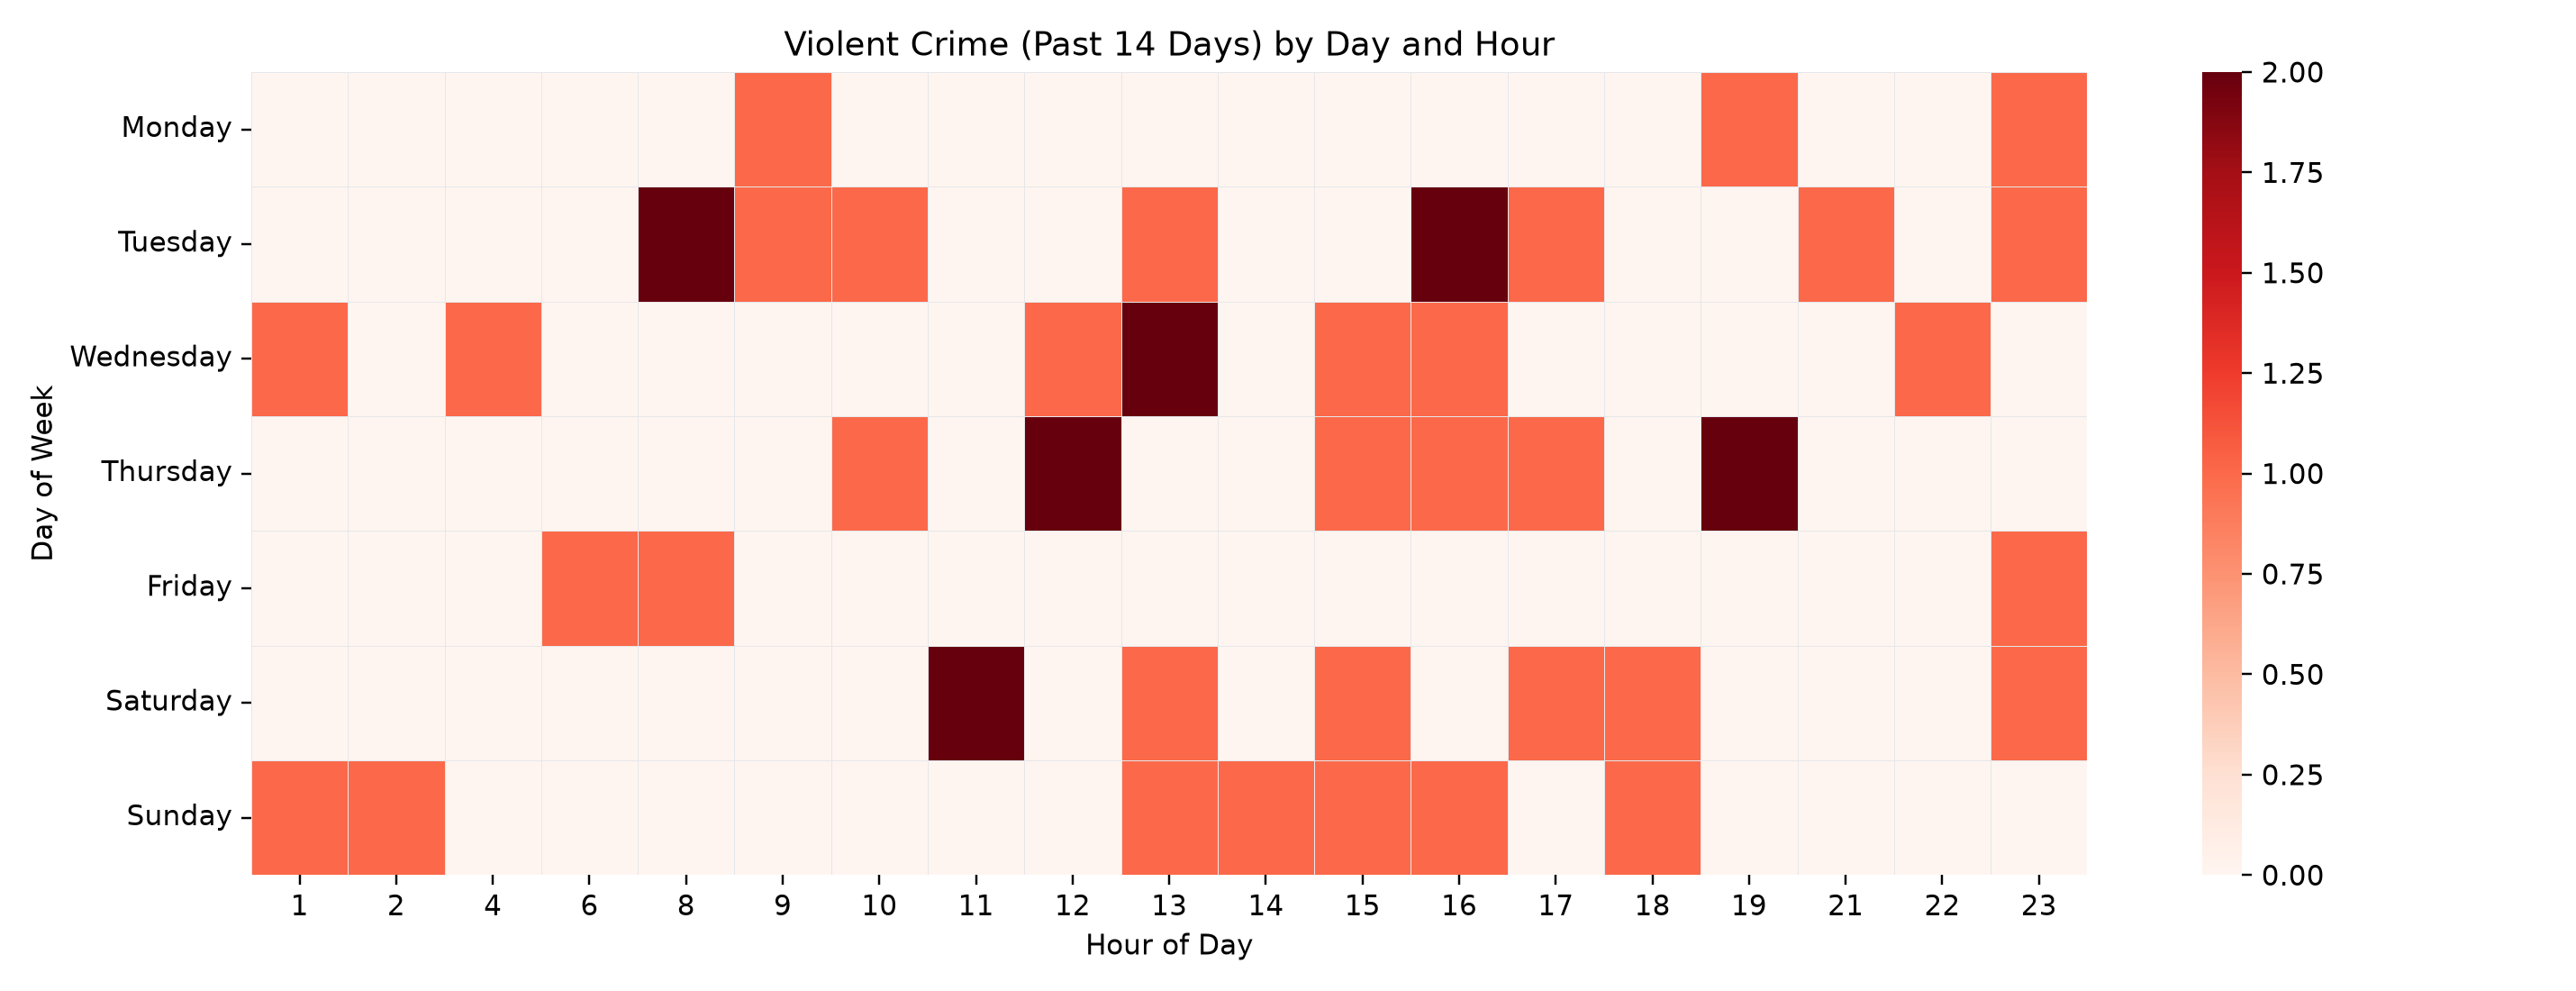 Violent Crime (Past 14 Days) by Day and Hour
Day of Week
Monday
Tuesday
Wednesday
Thursday
Friday
Saturday
Sunday
1 2 4 6 8 9 10 11 12 13 14 15 16 17 18 19 21 22 23
Hour of Day
2.00
1.75
1.50
1.25
1.00
0.75
0.50
0.25
0.00